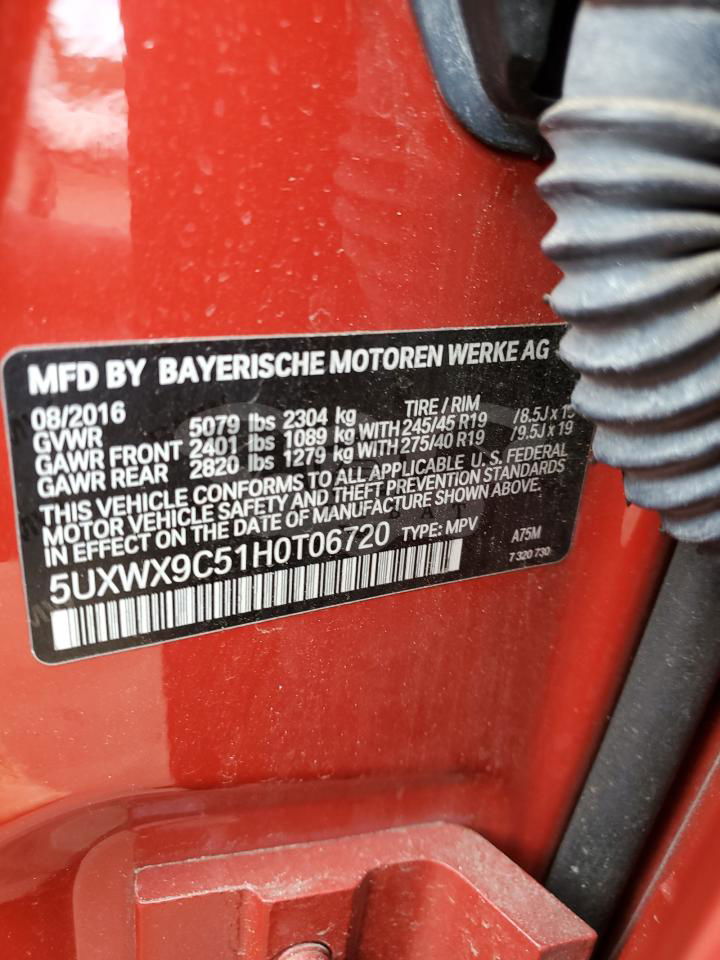 MFD BY BAYERISCHE MOTOREN WERKE AG
08/2016 TIRE / RIM
GVWR 5079 lbs 2304 kg
GAWR FRONT 2401 lbs 1089 kg WITH 245/45 R19 /8.5J x
GAWR REAR 2820 lbs 1279 kg WITH 275/40 R19 /9.5J x 19
THIS VEHICLE CONFORMS TO ALL APPLICABLE U.S. FEDERAL
MOTOR VEHICLE SAFETY AND THEFT PREVENTION STANDARDS
IN EFFECT ON THE DATE OF MANUFACTURE SHOWN ABOVE.
5UXWX9C51H0T06720 TYPE: MPV A75M
7 320 730